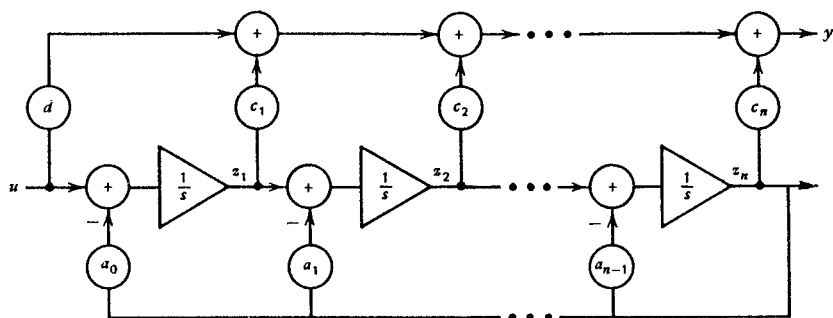 + + • • • + y
d c₁ c₂ cₙ
u + 1/s z₁ + 1/s z₂ • • • + 1/s zₙ
− − −
a₀ a₁ aₙ₋₁
• • •